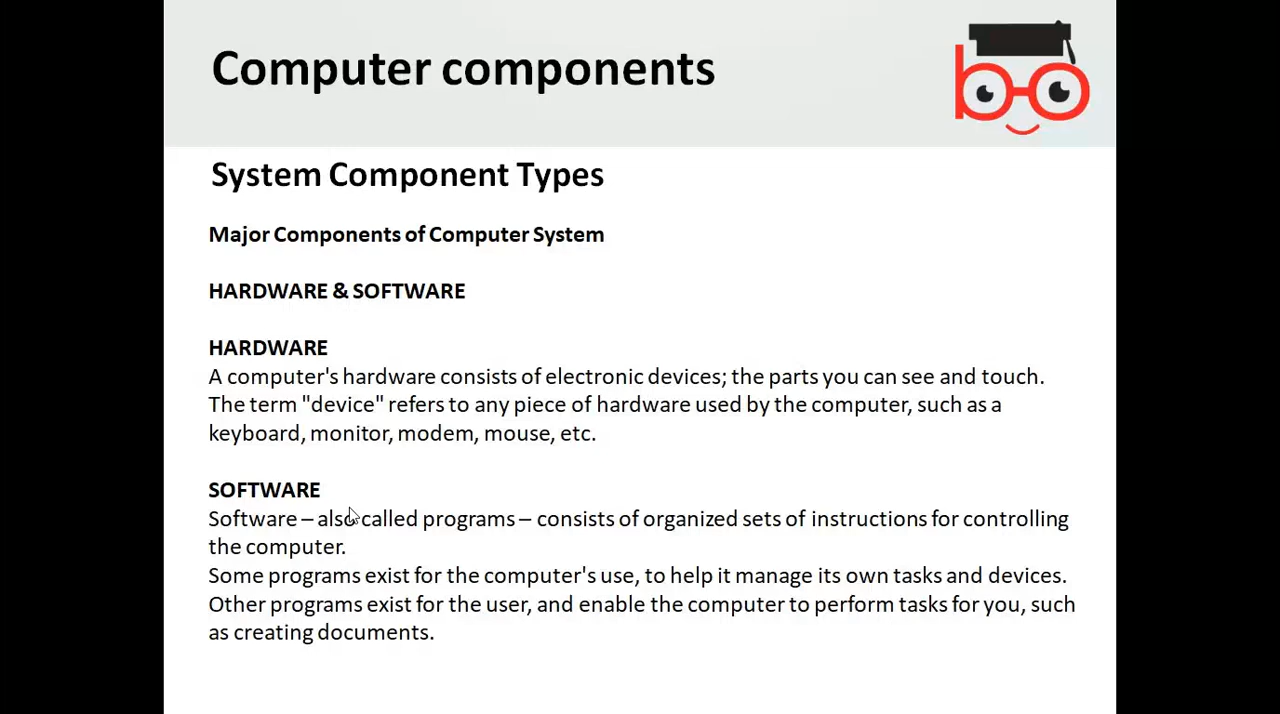 Computer components
System Component Types
Major Components of Computer System
HARDWARE & SOFTWARE
HARDWARE
A computer's hardware consists of electronic devices; the parts you can see and touch.
The term "device" refers to any piece of hardware used by the computer, such as a
keyboard, monitor, modem, mouse, etc.
SOFTWARE
Software – also called programs – consists of organized sets of instructions for controlling
the computer.
Some programs exist for the computer's use, to help it manage its own tasks and devices.
Other programs exist for the user, and enable the computer to perform tasks for you, such
as creating documents.